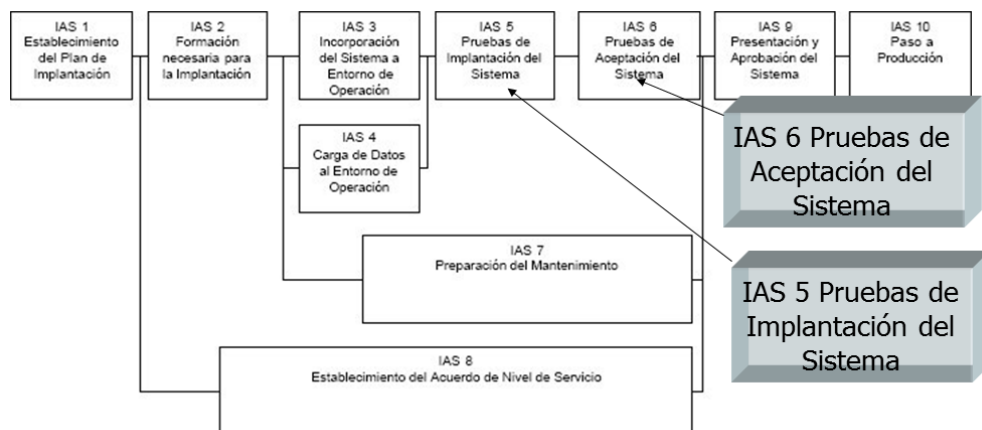 IAS 1
Establecimiento
del Plan de
Implantación
IAS 2
Formación
necesaria para
la Implantación
IAS 3
Incorporación
del Sistema a
Entorno de
Operación
IAS 5
Pruebas de
Implantación del
Sistema
IAS 6
Pruebas de
Aceptación del
Sistema
IAS 9
Presentación y
Aprobación del
Sistema
IAS 10
Paso a
Producción
IAS 4
Carga de Datos
al Entorno de
Operación
IAS 6 Pruebas de
Aceptación del
Sistema
IAS 7
Preparación del Mantenimiento
IAS 5 Pruebas de
Implantación del
Sistema
IAS 8
Establecimiento del Acuerdo de Nivel de Servicio